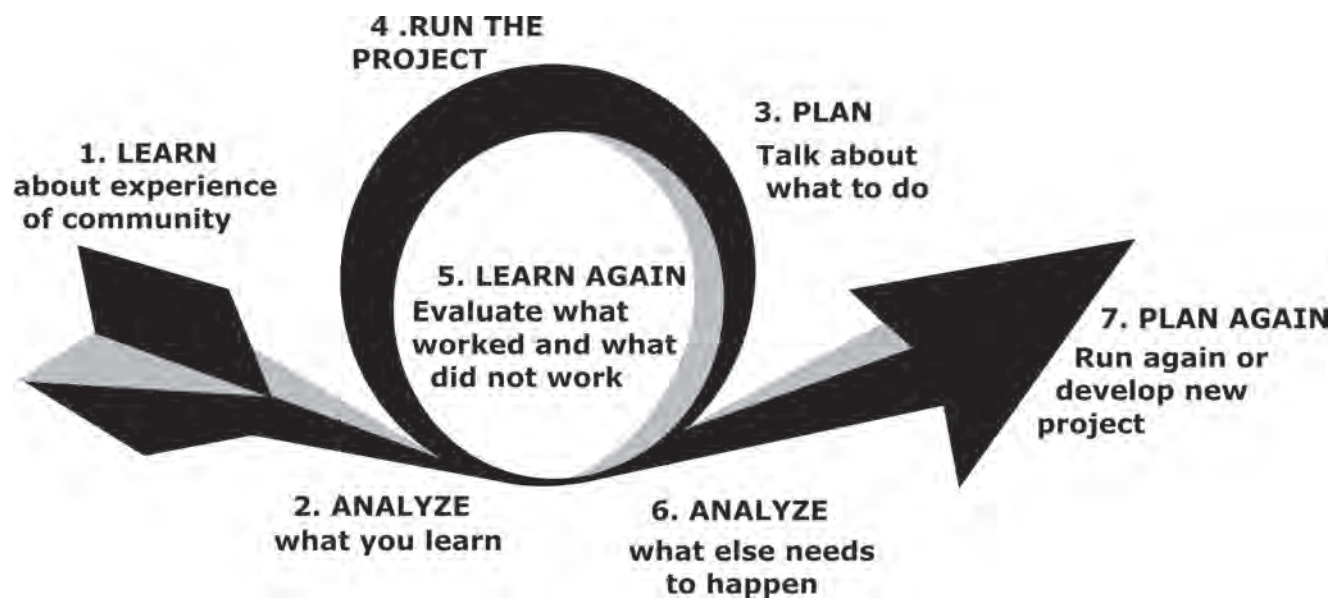 1. LEARN
about experience
of community
2. ANALYZE
what you learn
3. PLAN
Talk about
what to do
4 .RUN THE
PROJECT
5. LEARN AGAIN
Evaluate what
worked and what
did not work
6. ANALYZE
what else needs
to happen
7. PLAN AGAIN
Run again or
develop new
project